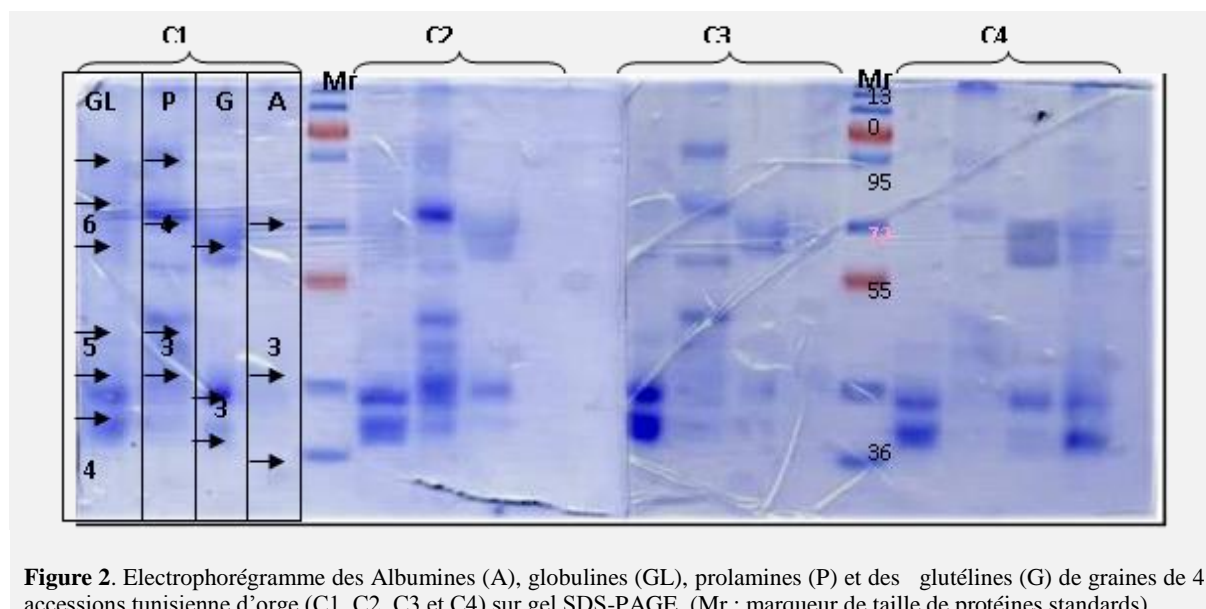 C1 C2 C3 C4
Mr Mr
GL P G A
13
0
95
6 4
72
55
5 3 3
3
36
4
Figure 2. Electrophorégramme des Albumines (A), globulines (GL), prolamines (P) et des glutélines (G) de graines de 4
accessions tunisienne d'orge (C1, C2, C3 et C4) sur gel SDS-PAGE. (Mr : marqueur de taille de protéines standards)